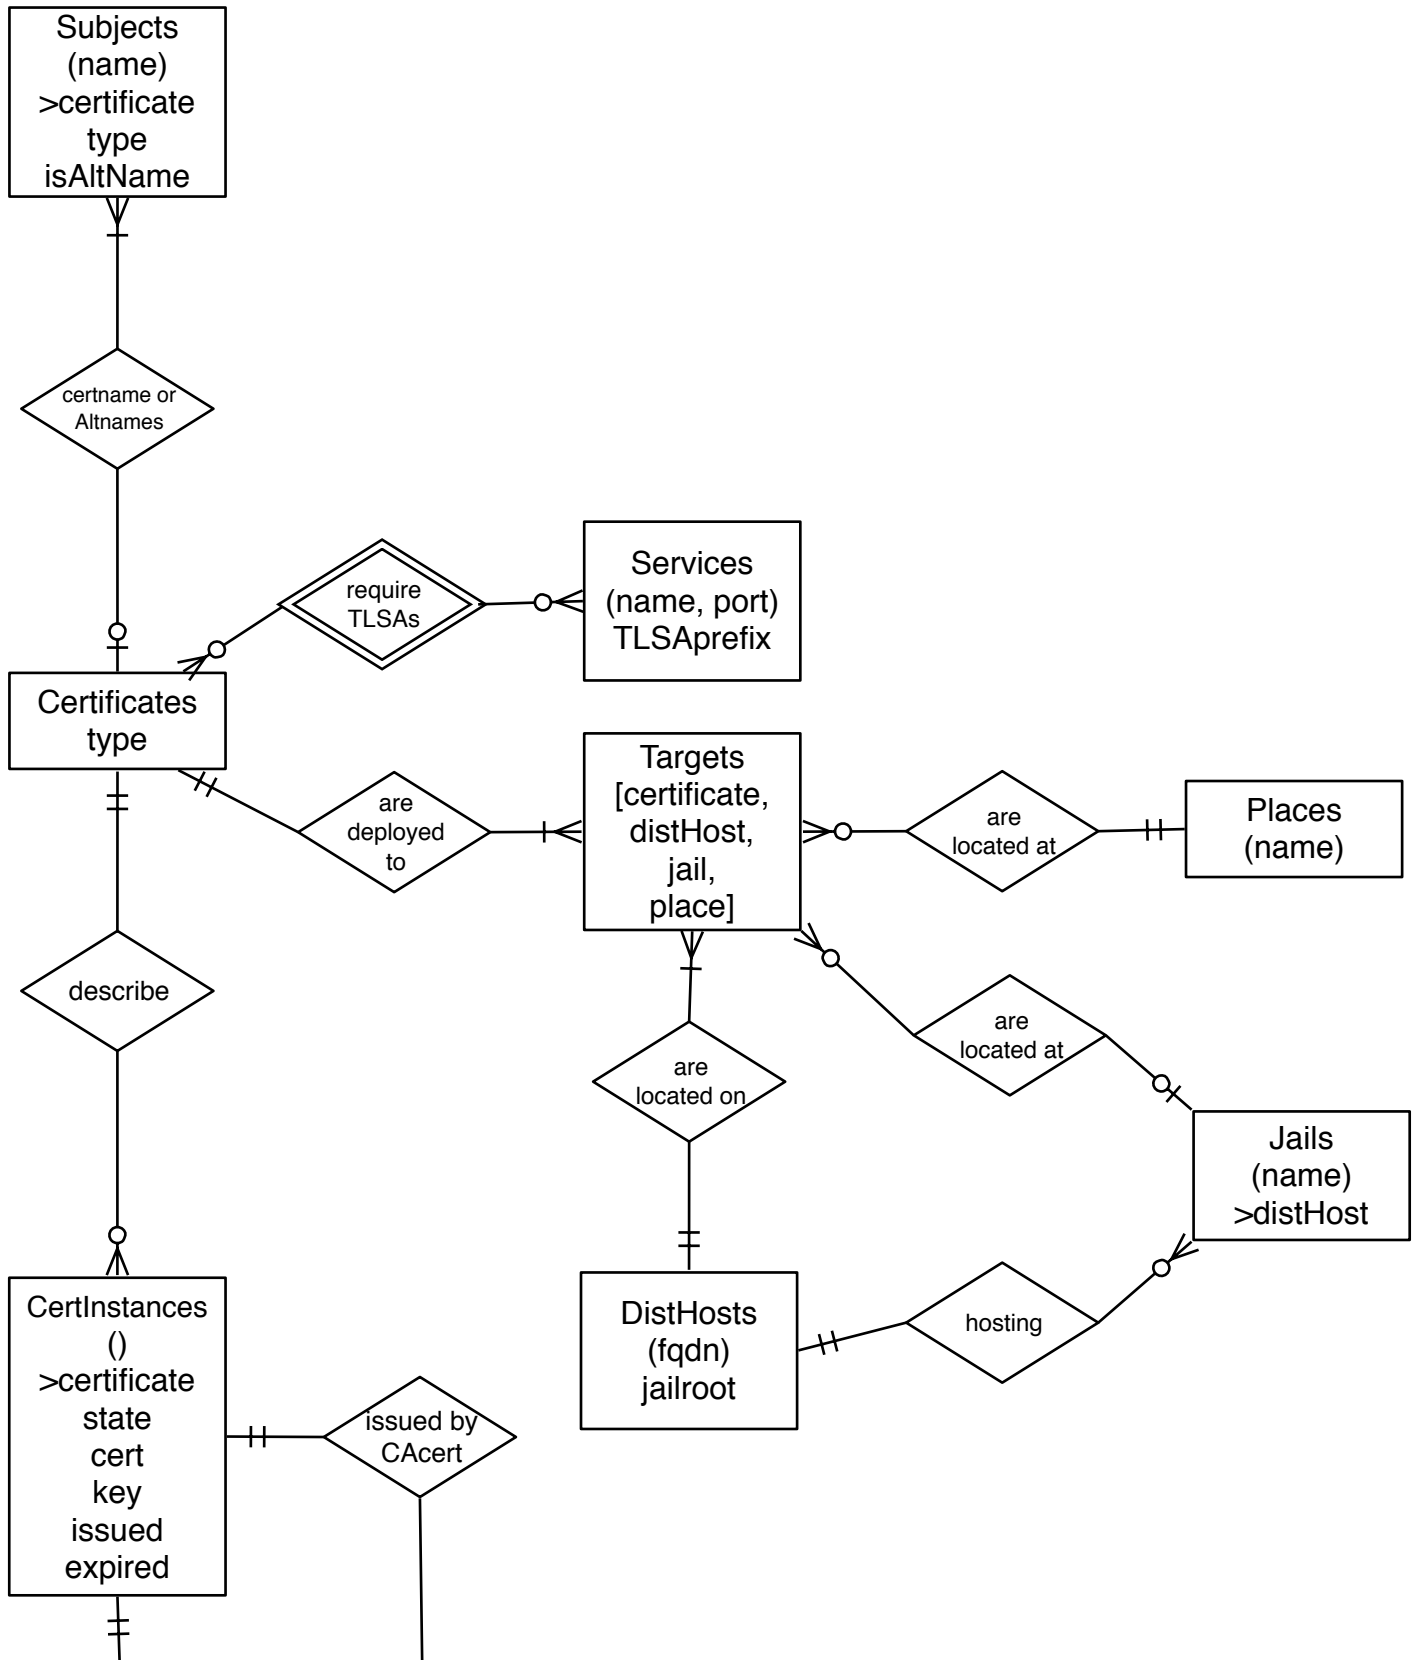 Subjects
(name)
>certificate
type
isAltName
certname or
Altnames
require
TLSAs
Services
(name, port)
TLSAprefix
Certificates
type
are
deployed
to
Targets
[certificate,
distHost,
jail,
place]
are
located at
Places
(name)
describe
are
located on
are
located at
Jails
(name)
>distHost
CertInstances
()
>certificate
state
cert
key
issued
expired
issued by
CAcert
DistHosts
(fqdn)
jailroot
hosting